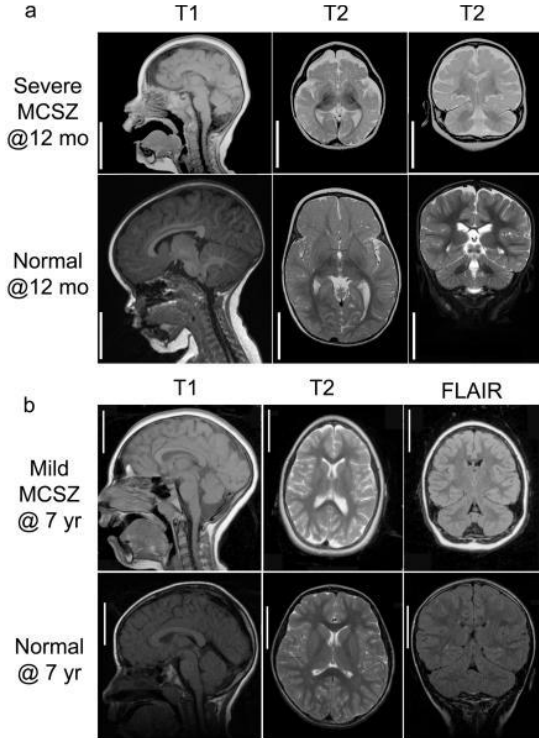 a
T1
T2
T2
Severe
MCSZ
@12 mo
Normal
@12 mo
b
T1
T2
FLAIR
Mild
MCSZ
@ 7 yr
Normal
@ 7 yr